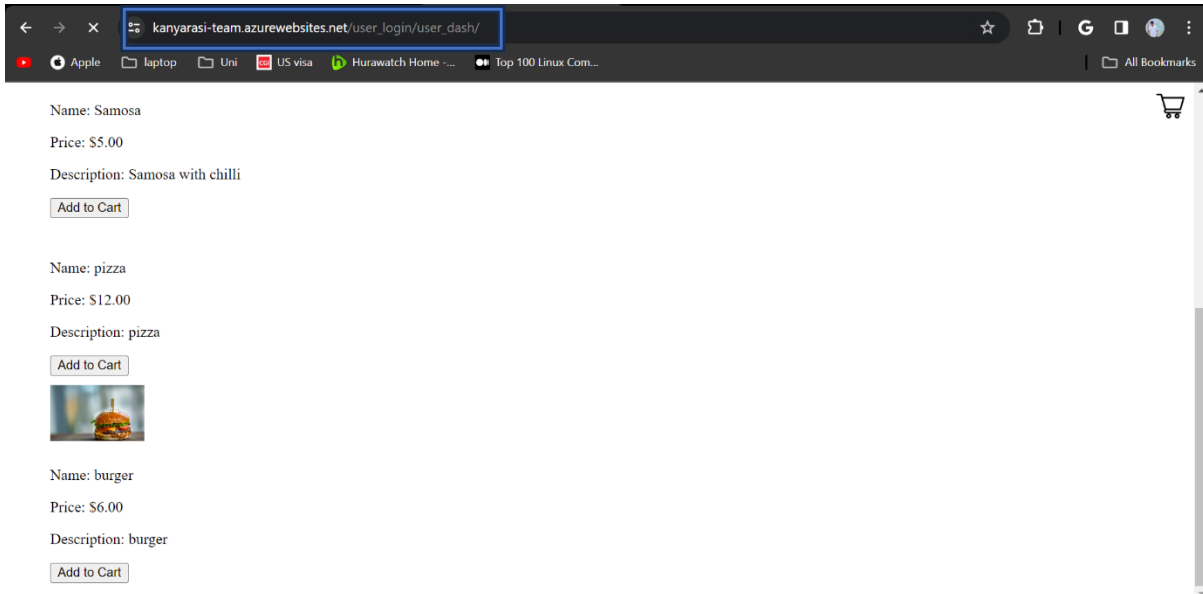 kanyarasi-team.azurewebsites.net/user_login/user_dash/
Apple laptop Uni CGI US visa Hurawatch Home -... Top 100 Linux Com... All Bookmarks
Name: Samosa
Price: $5.00
Description: Samosa with chilli
Add to Cart
Name: pizza
Price: $12.00
Description: pizza
Add to Cart
Name: burger
Price: $6.00
Description: burger
Add to Cart